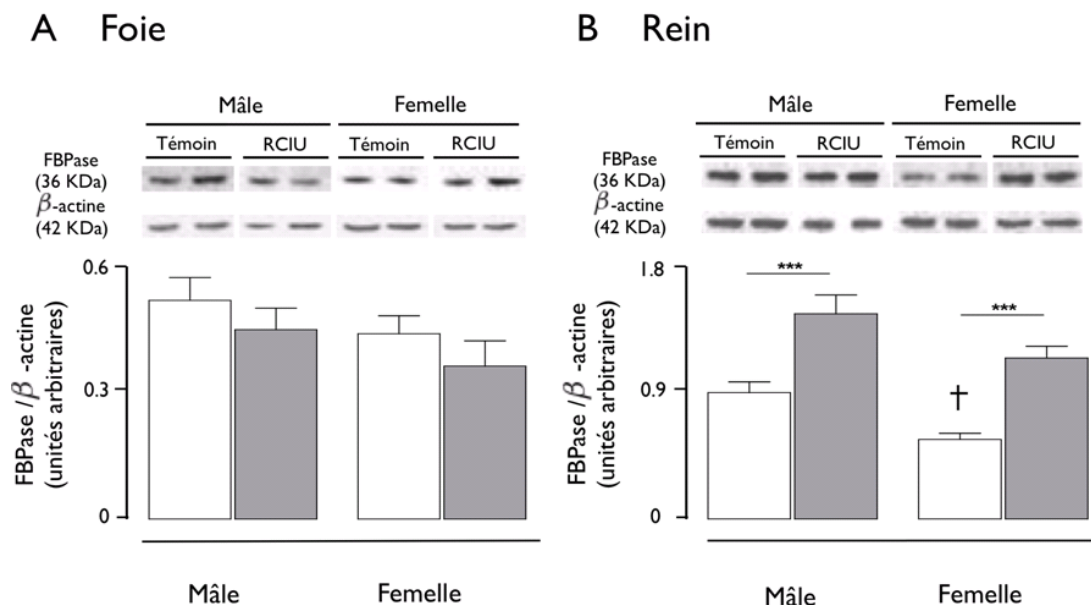 A Foie
Mâle Femelle
Témoin RCIU Témoin RCIU
FBPase
(36 KDa)
β-actine
(42 KDa)
0.6
0.3
0
FBPase /β -actine
(unités arbitraires)
Mâle Femelle
B Rein
Mâle Femelle
Témoin RCIU Témoin RCIU
FBPase
(36 KDa)
β-actine
(42 KDa)
1.8
0.9
0
FBPase /β -actine
(unités arbitraires)
***
***
†
Mâle Femelle